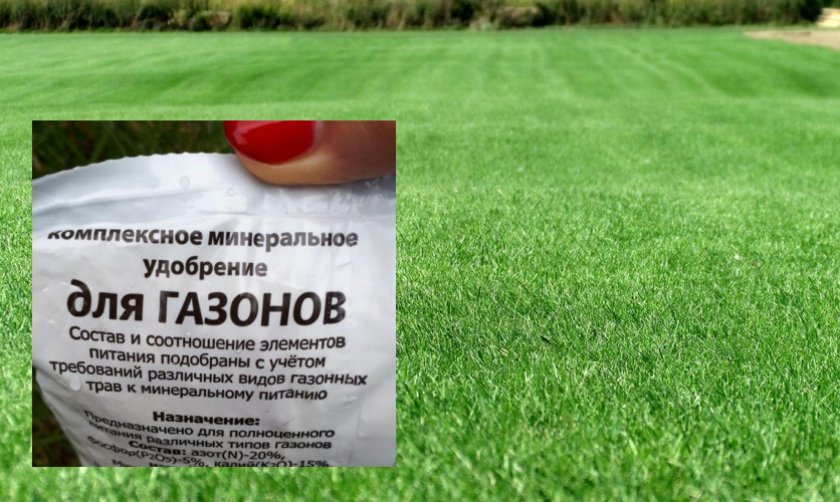 комплексное минеральное
удобрение
для ГАЗОНОВ
Состав и соотношение элементов
питания подобраны с учётом
требований различных видов газонных
трав к минеральному питанию
Назначение:
Предназначено для полноценного
питания различных типов газонов
Состав: азот(N)-20%,
фосфор(P₂O₅)-5%, калий(K₂O)-15%